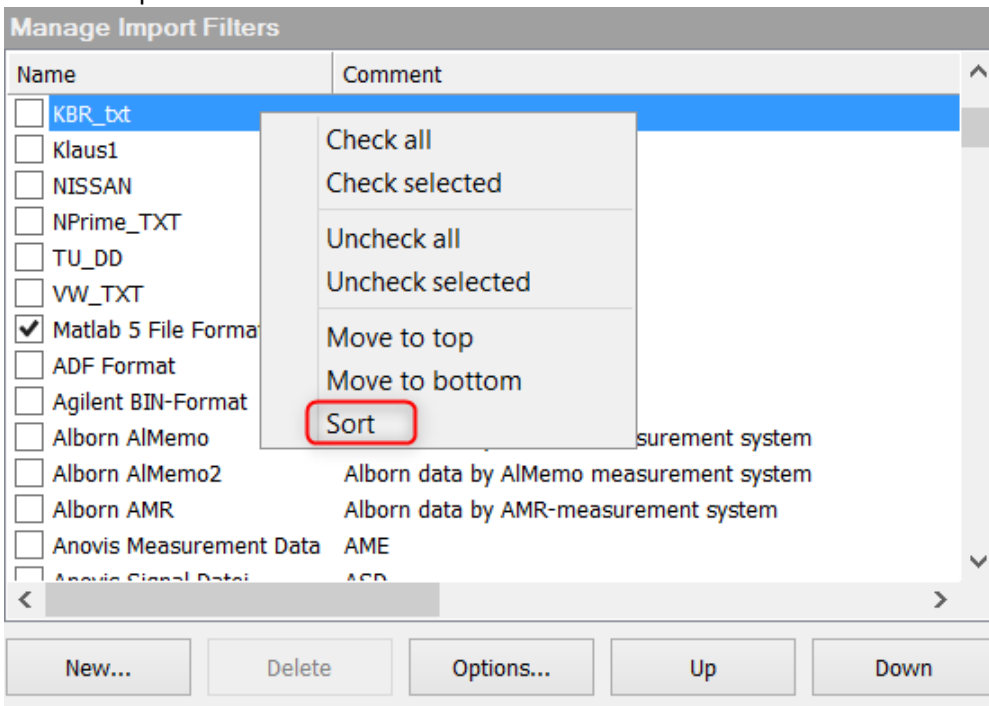 Manage Import Filters
Name Comment
KBR_txt
Klaus1
NISSAN
NPrime_TXT
TU_DD
VW_TXT
Matlab 5 File Forma
ADF Format
Agilent BIN-Format
Check all
Check selected
Uncheck all
Uncheck selected
Move to top
Move to bottom
Sort
Alborn AlMemo surement system
Alborn AlMemo2 Alborn data by AlMemo measurement system
Alborn AMR Alborn data by AMR-measurement system
Anovis Measurement Data AME
New... Delete Options... Up Down